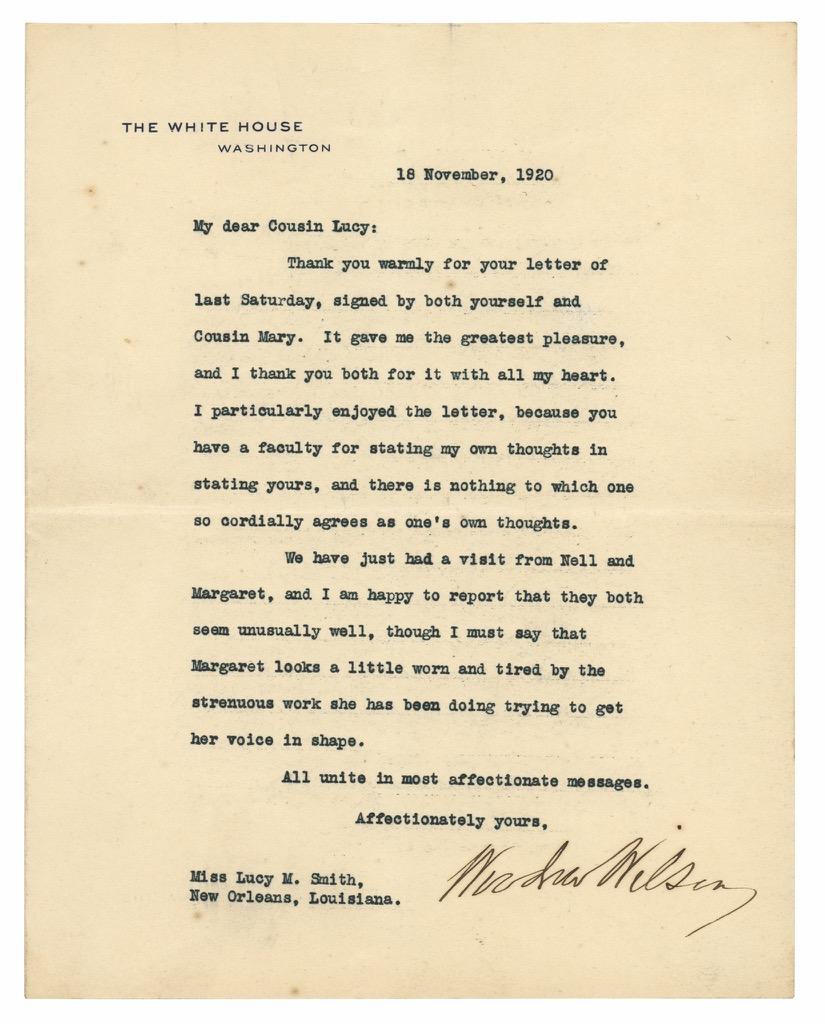 THE WHITE HOUSE
WASHINGTON
18 November, 1920
My dear Cousin Lucy:
Thank you warmly for your letter of
last Saturday, signed by both yourself and
Cousin Mary. It gave me the greatest pleasure,
and I thank you both for it with all my heart.
I particularly enjoyed the letter, because you
have a faculty for stating my own thoughts in
stating yours, and there is nothing to which one
so cordially agrees as one's own thoughts.
We have just had a visit from Nell and
Margaret, and I am happy to report that they both
seem unusually well, though I must say that
Margaret looks a little worn and tired by the
strenuous work she has been doing trying to get
her voice in shape.
All unite in most affectionate messages.
Affectionately yours,
Woodrow Wilson
Miss Lucy M. Smith,
New Orleans, Louisiana.